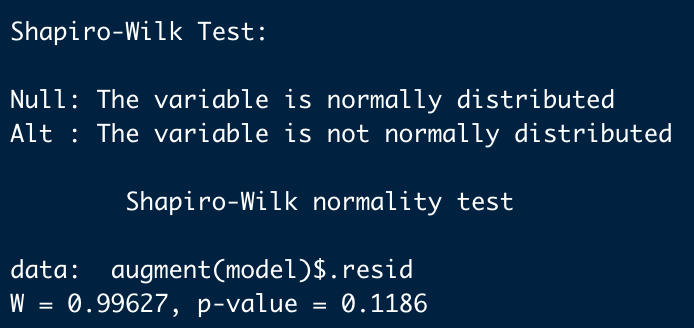 Shapiro-Wilk Test:
Null: The variable is normally distributed
Alt : The variable is not normally distributed
Shapiro-Wilk normality test
data:  augment(model)$.resid
W = 0.99627, p-value = 0.1186